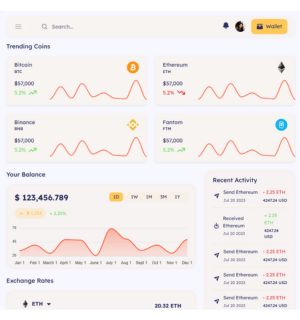 Search...
Wallet
Trending Coins
Bitcoin
BTC
$57,000
5.2%
Ethereum
ETH
$57,000
5.2%
Binance
BNB
$57,000
5.2%
Fantom
FTM
$57,000
5.2%
Your Balance
$ 123,456.789
1D 1W 1M 3M 1Y
+ 2.25%
Jan 1 Feb 1 March 1 April 1 May 1 June 1 July 1 Aug 1 Sep 1 Oct 1 Nov 1 Dec 1
Exchange Rates
ETH
20.32 ETH
Recent Activity
Send Ethereum - 2.25 ETH
Jul 20 2023 4247.24 USD
Received Ethereum + 2.25 ETH
Jul 20 2023 4247.24 USD
Send Ethereum - 2.25 ETH
Jul 20 2023 4247.24 USD
Send Ethereum - 2.25 ETH
Jul 20 2023 4247.24 USD
Send Ethereum - 2.25 ETH
Jul 20 2023 4247.24 USD